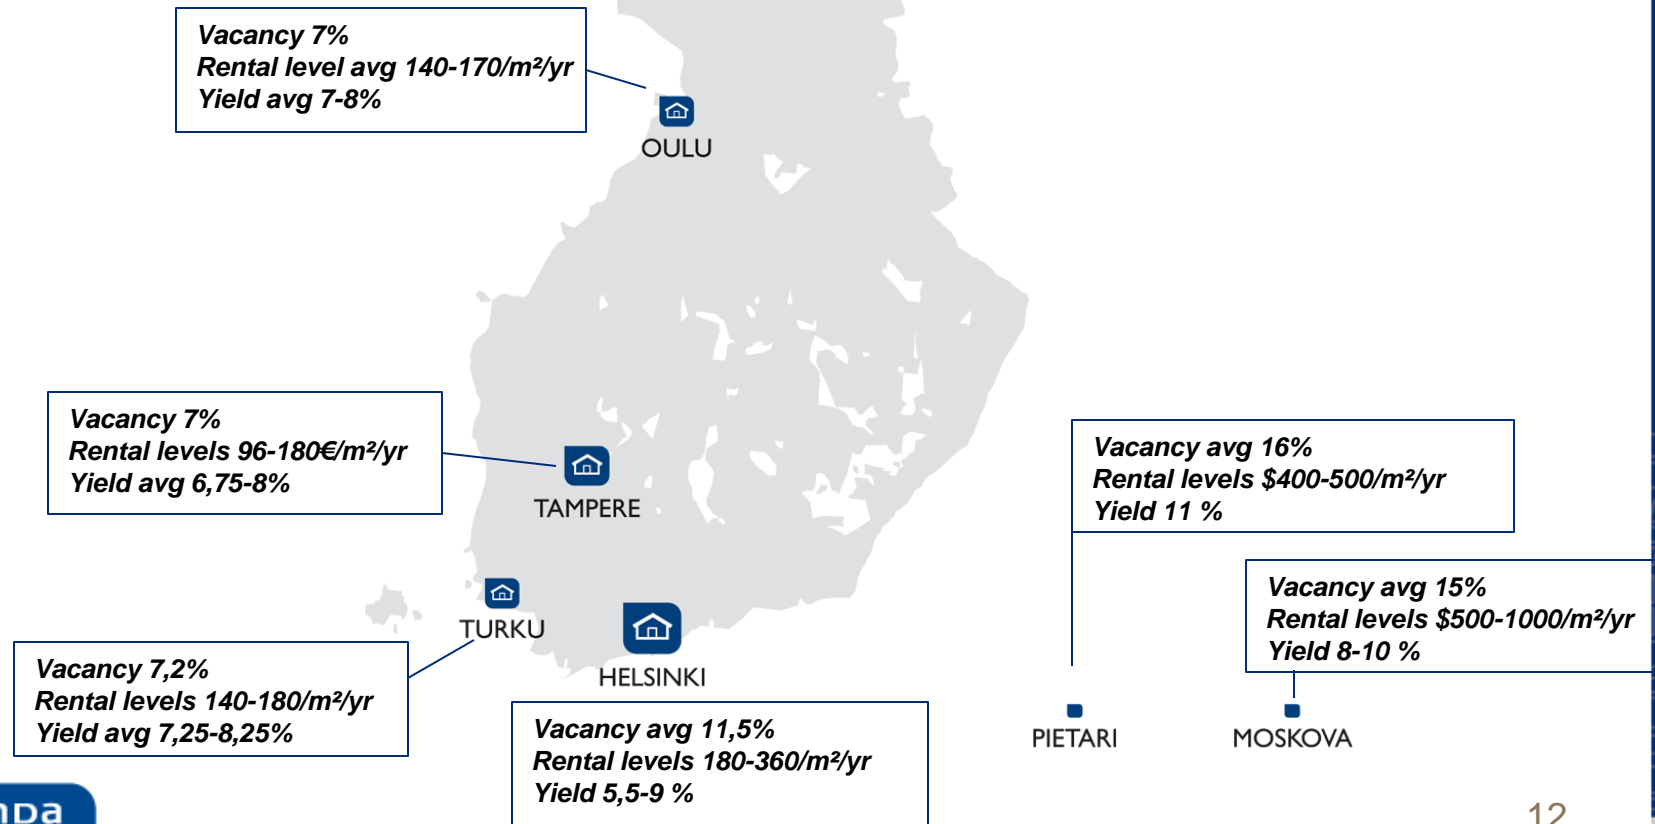 Vacancy 7%
Rental level avg 140-170/m²/yr
Yield avg 7-8%
OULU
Vacancy 7%
Rental levels 96-180€/m²/yr
Yield avg 6,75-8%
TAMPERE
Vacancy avg 16%
Rental levels $400-500/m²/yr
Yield 11 %
Vacancy avg 15%
Rental levels $500-1000/m²/yr
Yield 8-10 %
TURKU
HELSINKI
Vacancy 7,2%
Rental levels 140-180/m²/yr
Yield avg 7,25-8,25%
Vacancy avg 11,5%
Rental levels 180-360/m²/yr
Yield 5,5-9 %
PIETARI
MOSKOVA
12